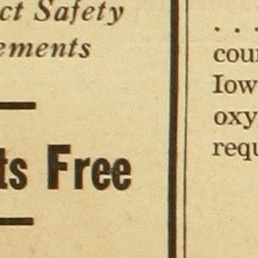 ct Safety
ements
ts Free
. . .
cour
Iow
oxy
requ